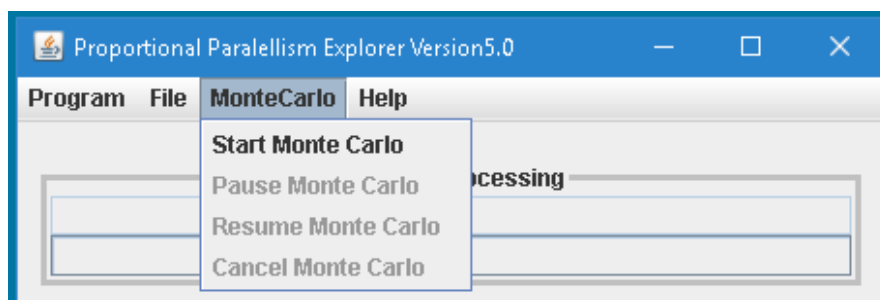 Proportional Paralellism Explorer Version5.0
Program File MonteCarlo Help
Start Monte Carlo
Pause Monte Carlo
Resume Monte Carlo
Cancel Monte Carlo